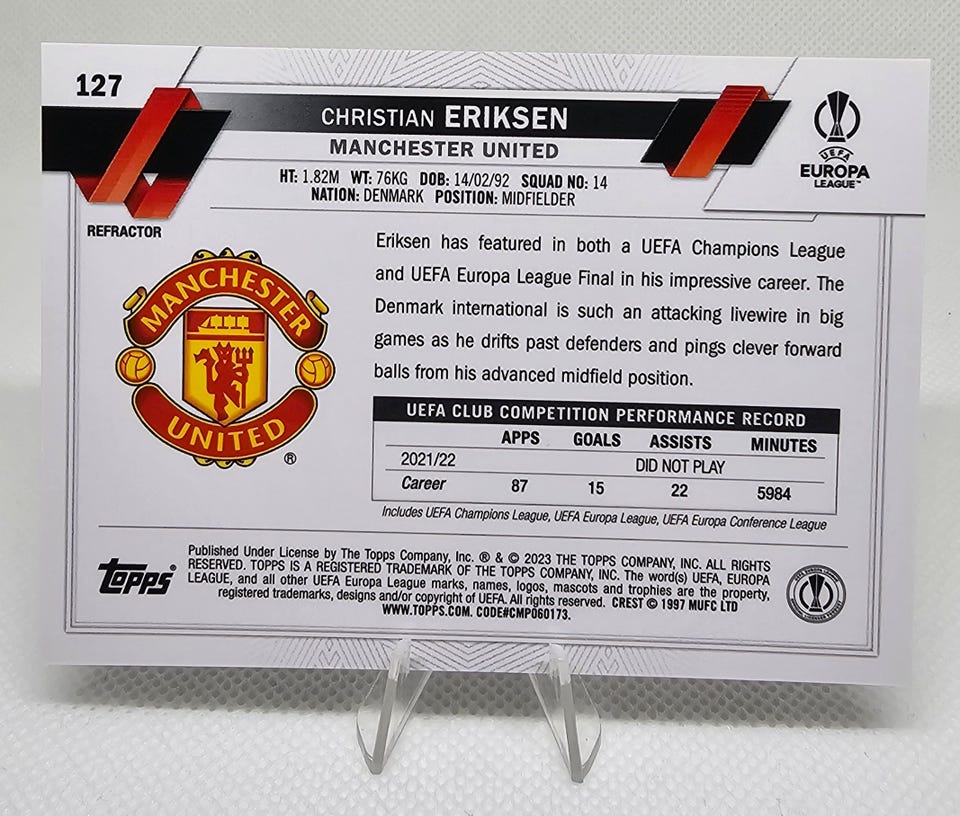 127
CHRISTIAN ERIKSEN
MANCHESTER UNITED
HT: 1.82M WT: 76KG DOB: 14/02/92 SQUAD NO: 14
NATION: DENMARK POSITION: MIDFIELDER
UEFA
EUROPA
LEAGUE™
REFRACTOR
MANCHESTER
UNITED
®
Eriksen has featured in both a UEFA Champions League
and UEFA Europa League Final in his impressive career. The
Denmark international is such an attacking livewire in big
games as he drifts past defenders and pings clever forward
balls from his advanced midfield position.
UEFA CLUB COMPETITION PERFORMANCE RECORD
APPS GOALS ASSISTS MINUTES
2021/22 DID NOT PLAY
Career 87 15 22 5984
Includes UEFA Champions League, UEFA Europa League, UEFA Europa Conference League
topps®
Published Under License by The Topps Company, Inc. ® & © 2023 THE TOPPS COMPANY, INC. ALL RIGHTS
RESERVED. TOPPS IS A REGISTERED TRADEMARK OF THE TOPPS COMPANY, INC. The word(s) UEFA, EUROPA
LEAGUE, and all other UEFA Europa League marks, names, logos, mascots and trophies are the property,
registered trademarks, designs and/or copyright of UEFA. All rights reserved. CREST © 1997 MUFC LTD
WWW.TOPPS.COM. CODE#CMP060173.